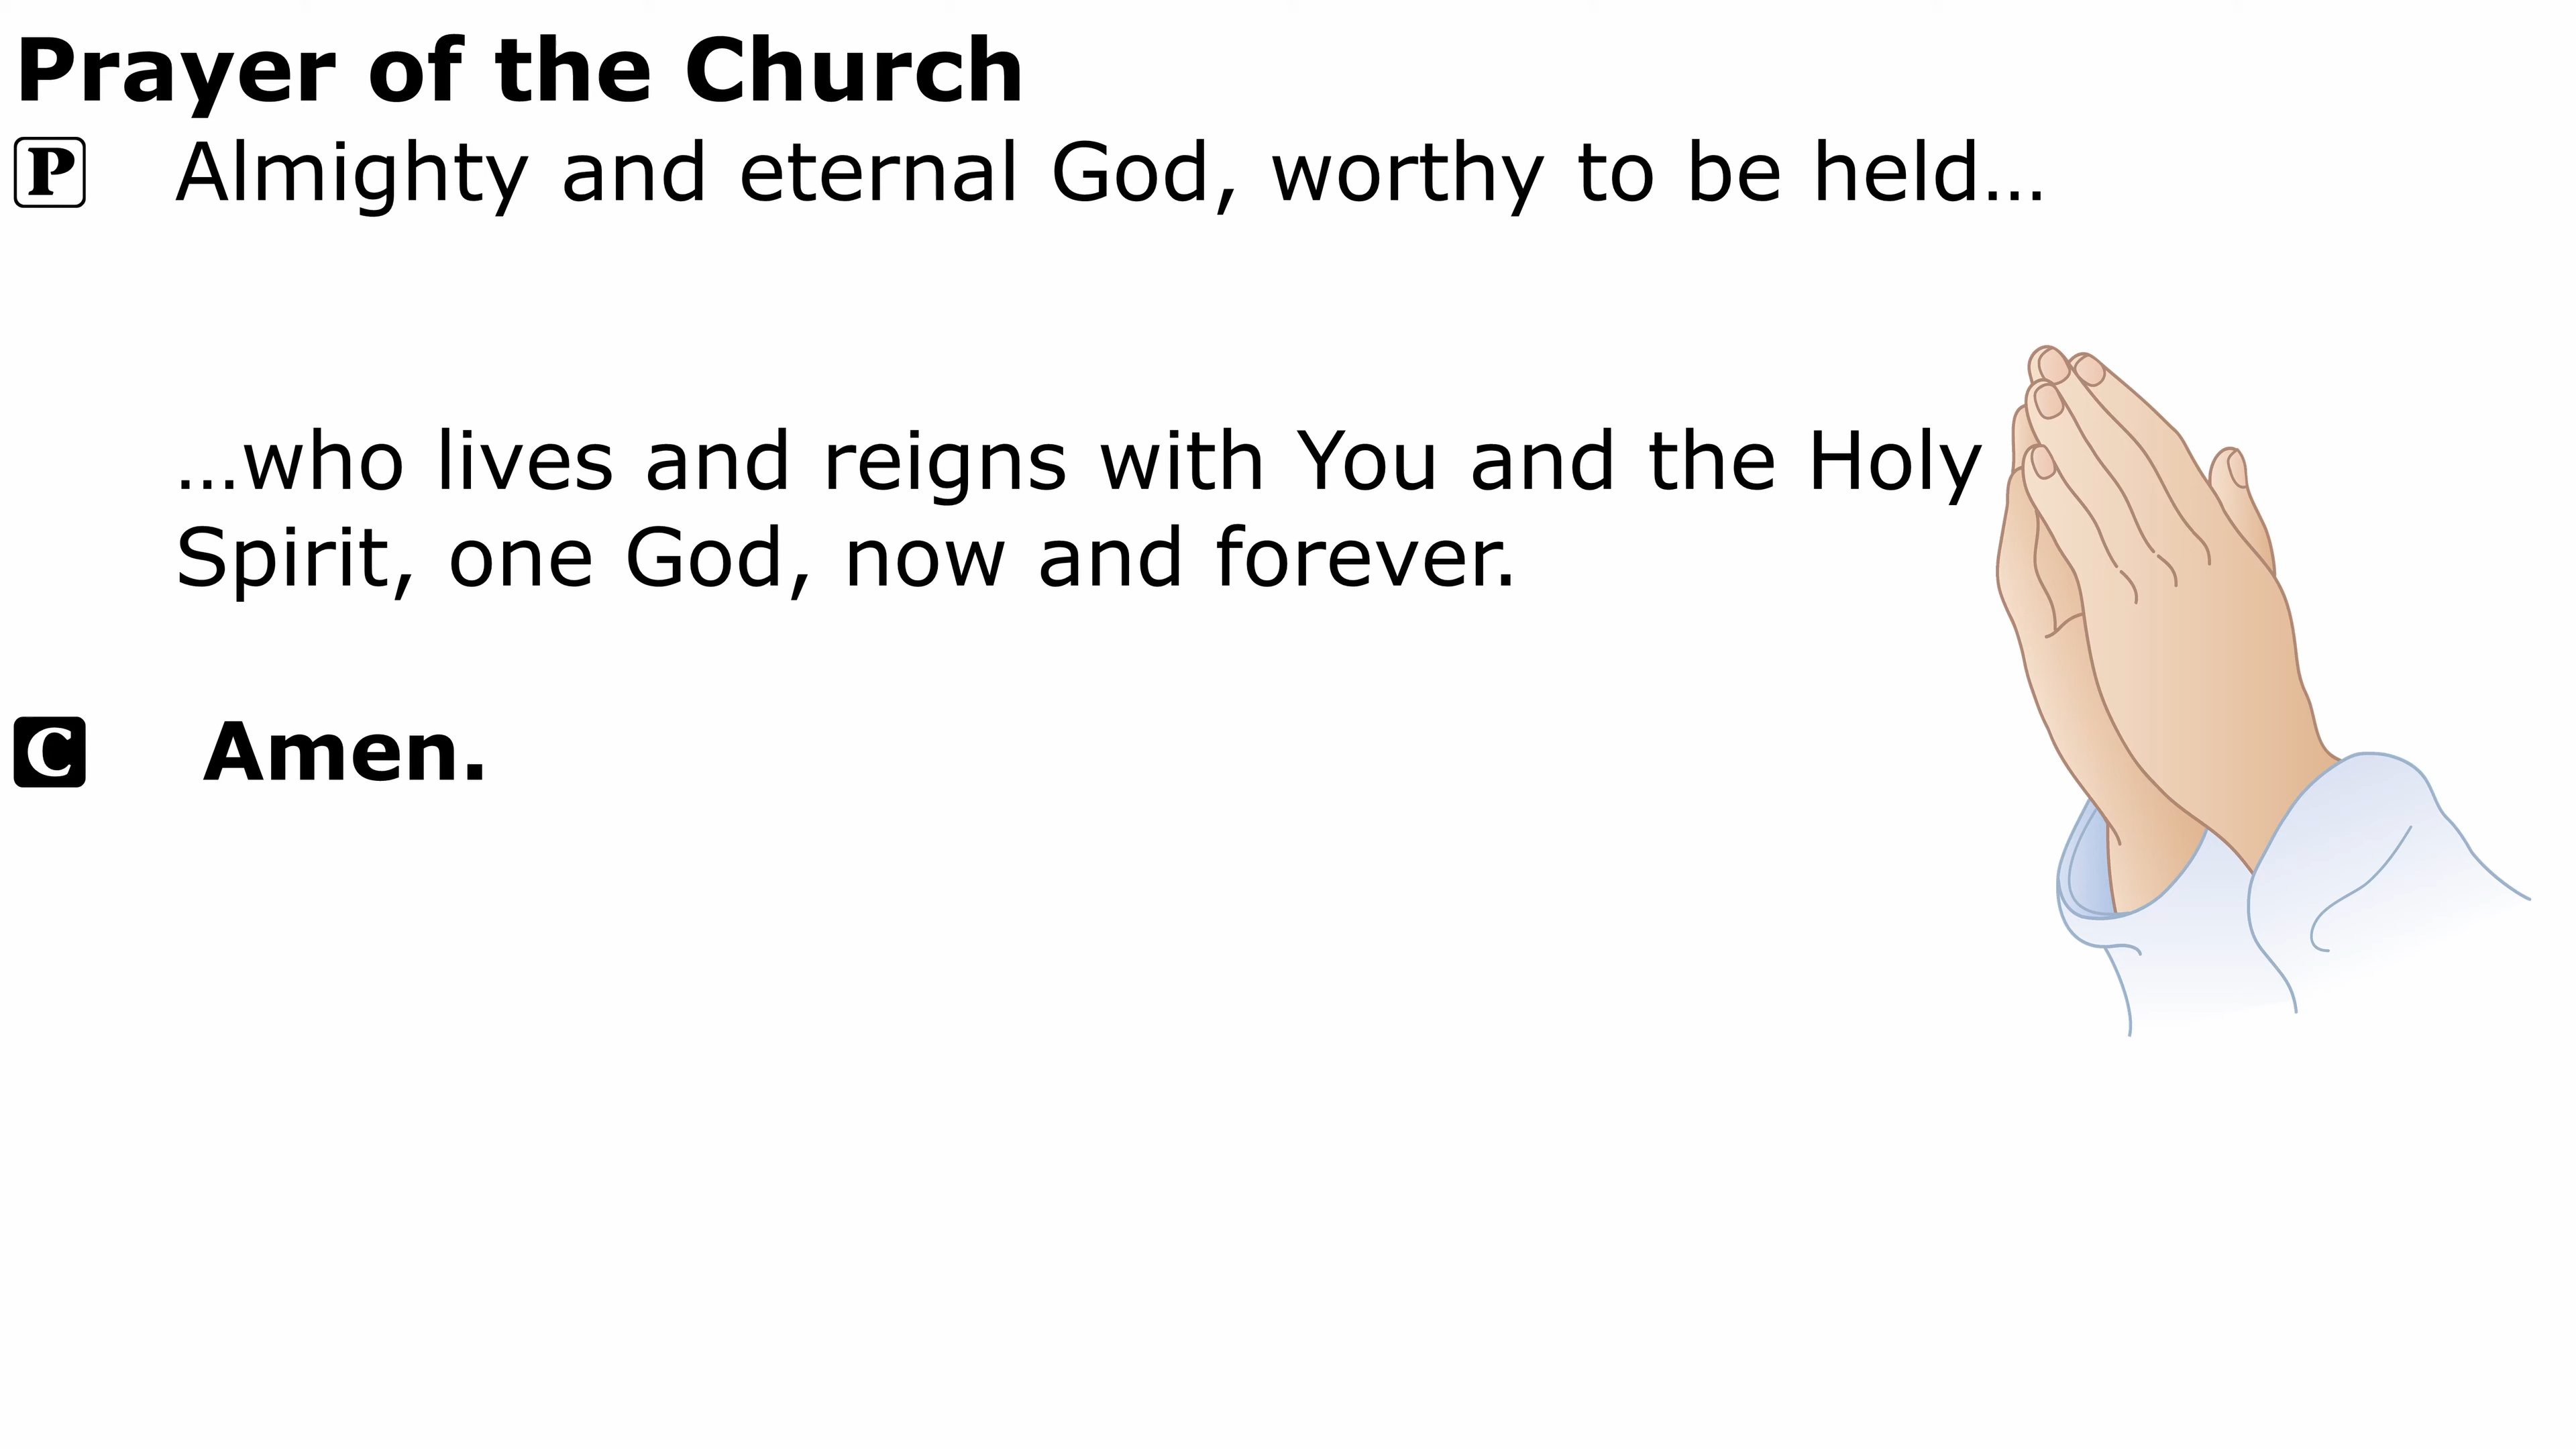 Prayer of the Church
P Almighty and eternal God, worthy to be held…
…who lives and reigns with You and the Holy
Spirit, one God, now and forever.
C Amen.